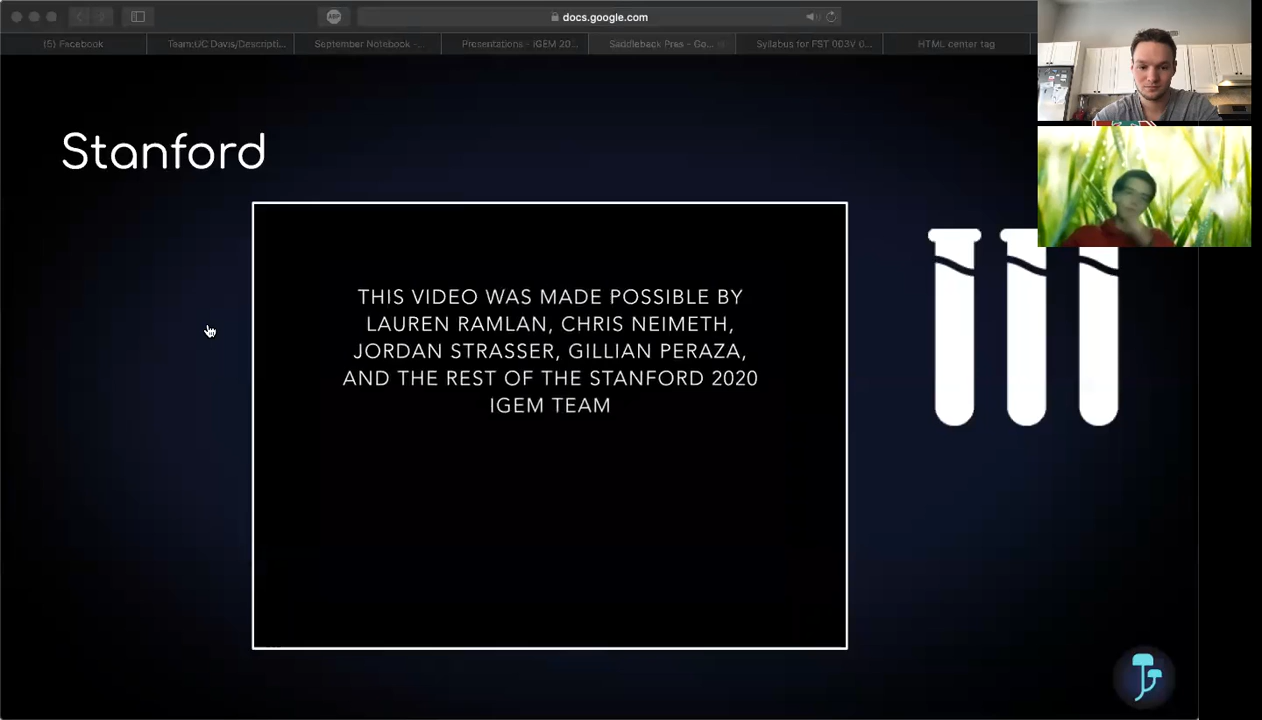 docs.google.com
(5) Facebook
Team:UC Davis/Descripti...
September Notebook -...
Presentations - iGEM 20...
Saddleback Pres - Go...
Syllabus for FST 003V 0...
HTML center tag
Stanford
THIS VIDEO WAS MADE POSSIBLE BY
LAUREN RAMLAN, CHRIS NEIMETH,
JORDAN STRASSER, GILLIAN PERAZA,
AND THE REST OF THE STANFORD 2020
IGEM TEAM